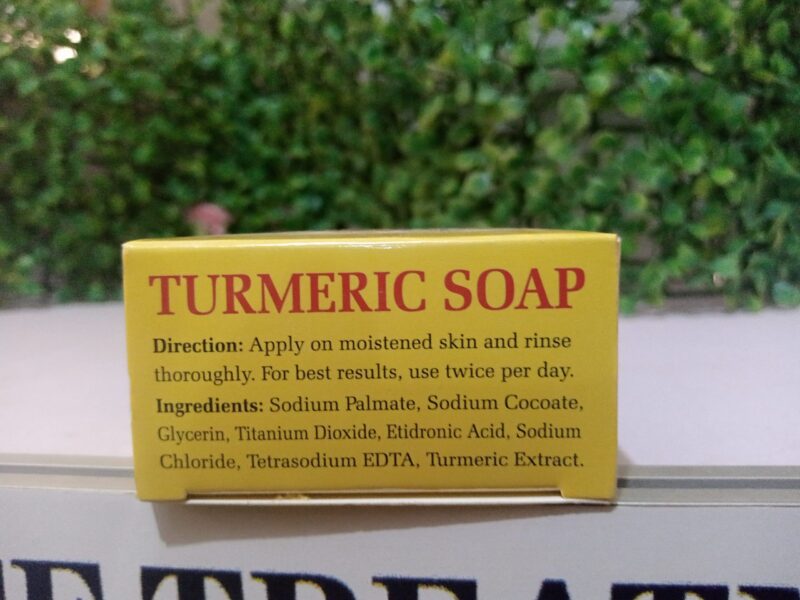 TURMERIC SOAP
Direction: Apply on moistened skin and rinse
thoroughly. For best results, use twice per day.
Ingredients: Sodium Palmate, Sodium Cocoate,
Glycerin, Titanium Dioxide, Etidronic Acid, Sodium
Chloride, Tetrasodium EDTA, Turmeric Extract.